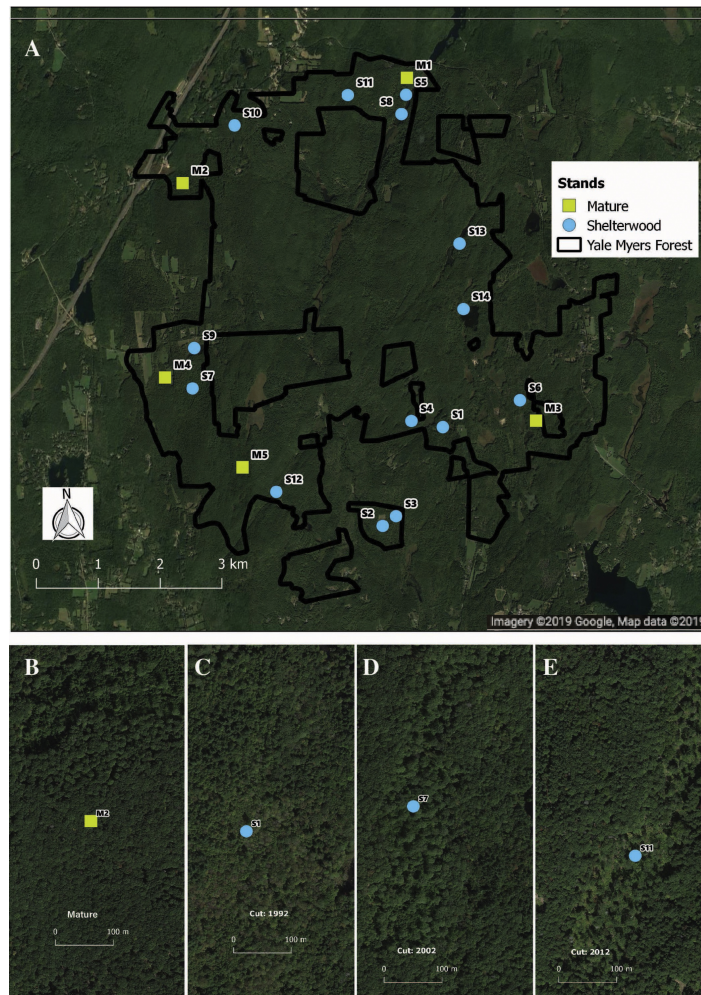 A
M1
S11
S5
S8
S10
M2
Stands
Mature
Shelterwood
Yale Myers Forest
S13
S14
S9
M4
S7
S6
S4
S1
M3
M5
S12
S3
S2
N
0 1 2 3 km
Imagery ©2019 Google, Map data ©2019
B
C
D
E
M2
S1
S7
S11
Mature
0 100 m
Cut: 1992
0 100 m
Cut: 2002
0 100 m
Cut: 2012
0 100 m